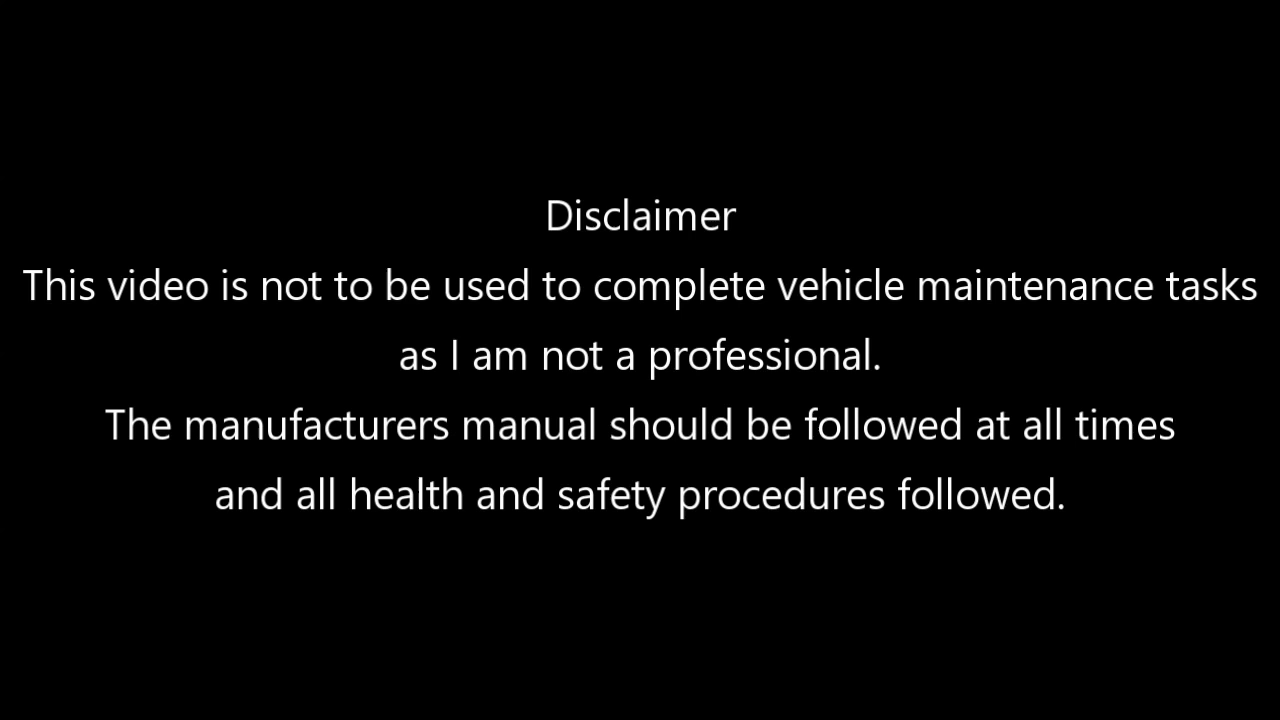 Disclaimer
This video is not to be used to complete vehicle maintenance tasks
as I am not a professional.
The manufacturers manual should be followed at all times
and all health and safety procedures followed.